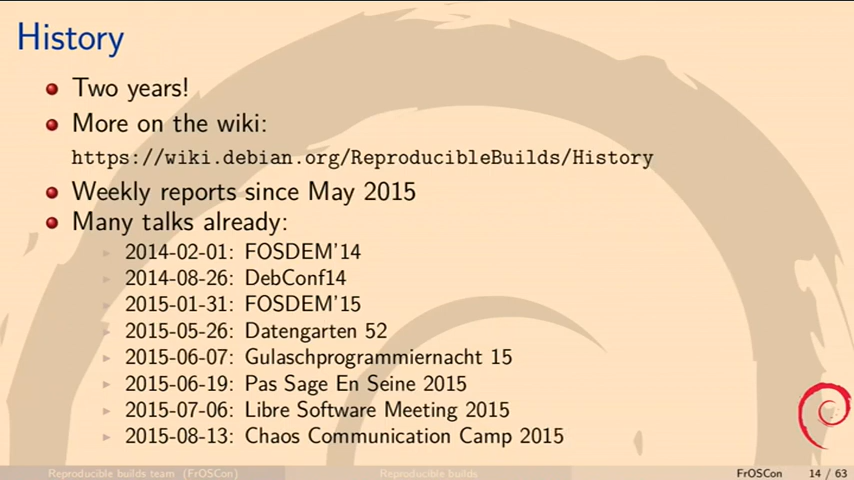 History
Two years!
More on the wiki:
https://wiki.debian.org/ReproducibleBuilds/History
Weekly reports since May 2015
Many talks already:
2014-02-01: FOSDEM'14
2014-08-26: DebConf14
2015-01-31: FOSDEM'15
2015-05-26: Datengarten 52
2015-06-07: Gulaschprogrammiernacht 15
2015-06-19: Pas Sage En Seine 2015
2015-07-06: Libre Software Meeting 2015
2015-08-13: Chaos Communication Camp 2015
Reproducible builds team (FrOSCon) Reproducible builds FrOSCon 14 / 63